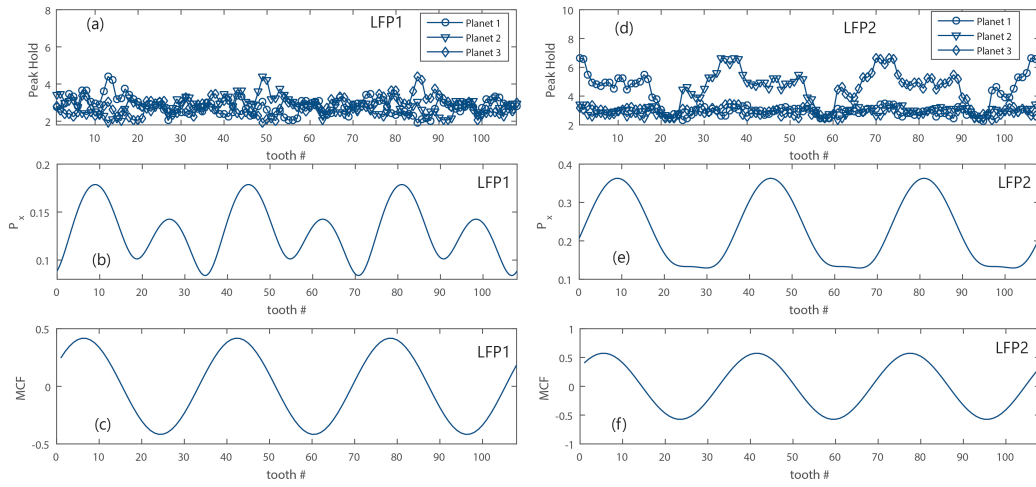 (a)
LFP1
Planet 1
Planet 2
Planet 3
Peak Hold
8
6
4
2
10 20 30 40 50 60 70 80 90 100
tooth #
(d)
LFP2
Planet 1
Planet 2
Planet 3
Peak Hold
10
8
6
4
2
10 20 30 40 50 60 70 80 90 100
tooth #
LFP1
P x
0.2
0.15
0.1
(b)
0 10 20 30 40 50 60 70 80 90 100
tooth #
LFP2
P x
0.4
0.3
0.2
0.1
(e)
0 10 20 30 40 50 60 70 80 90 100
tooth #
LFP1
MCF
0.5
0
-0.5
(c)
0 10 20 30 40 50 60 70 80 90 100
tooth #
LFP2
MCF
1
0.5
0
-0.5
-1
(f)
0 10 20 30 40 50 60 70 80 90 100
tooth #